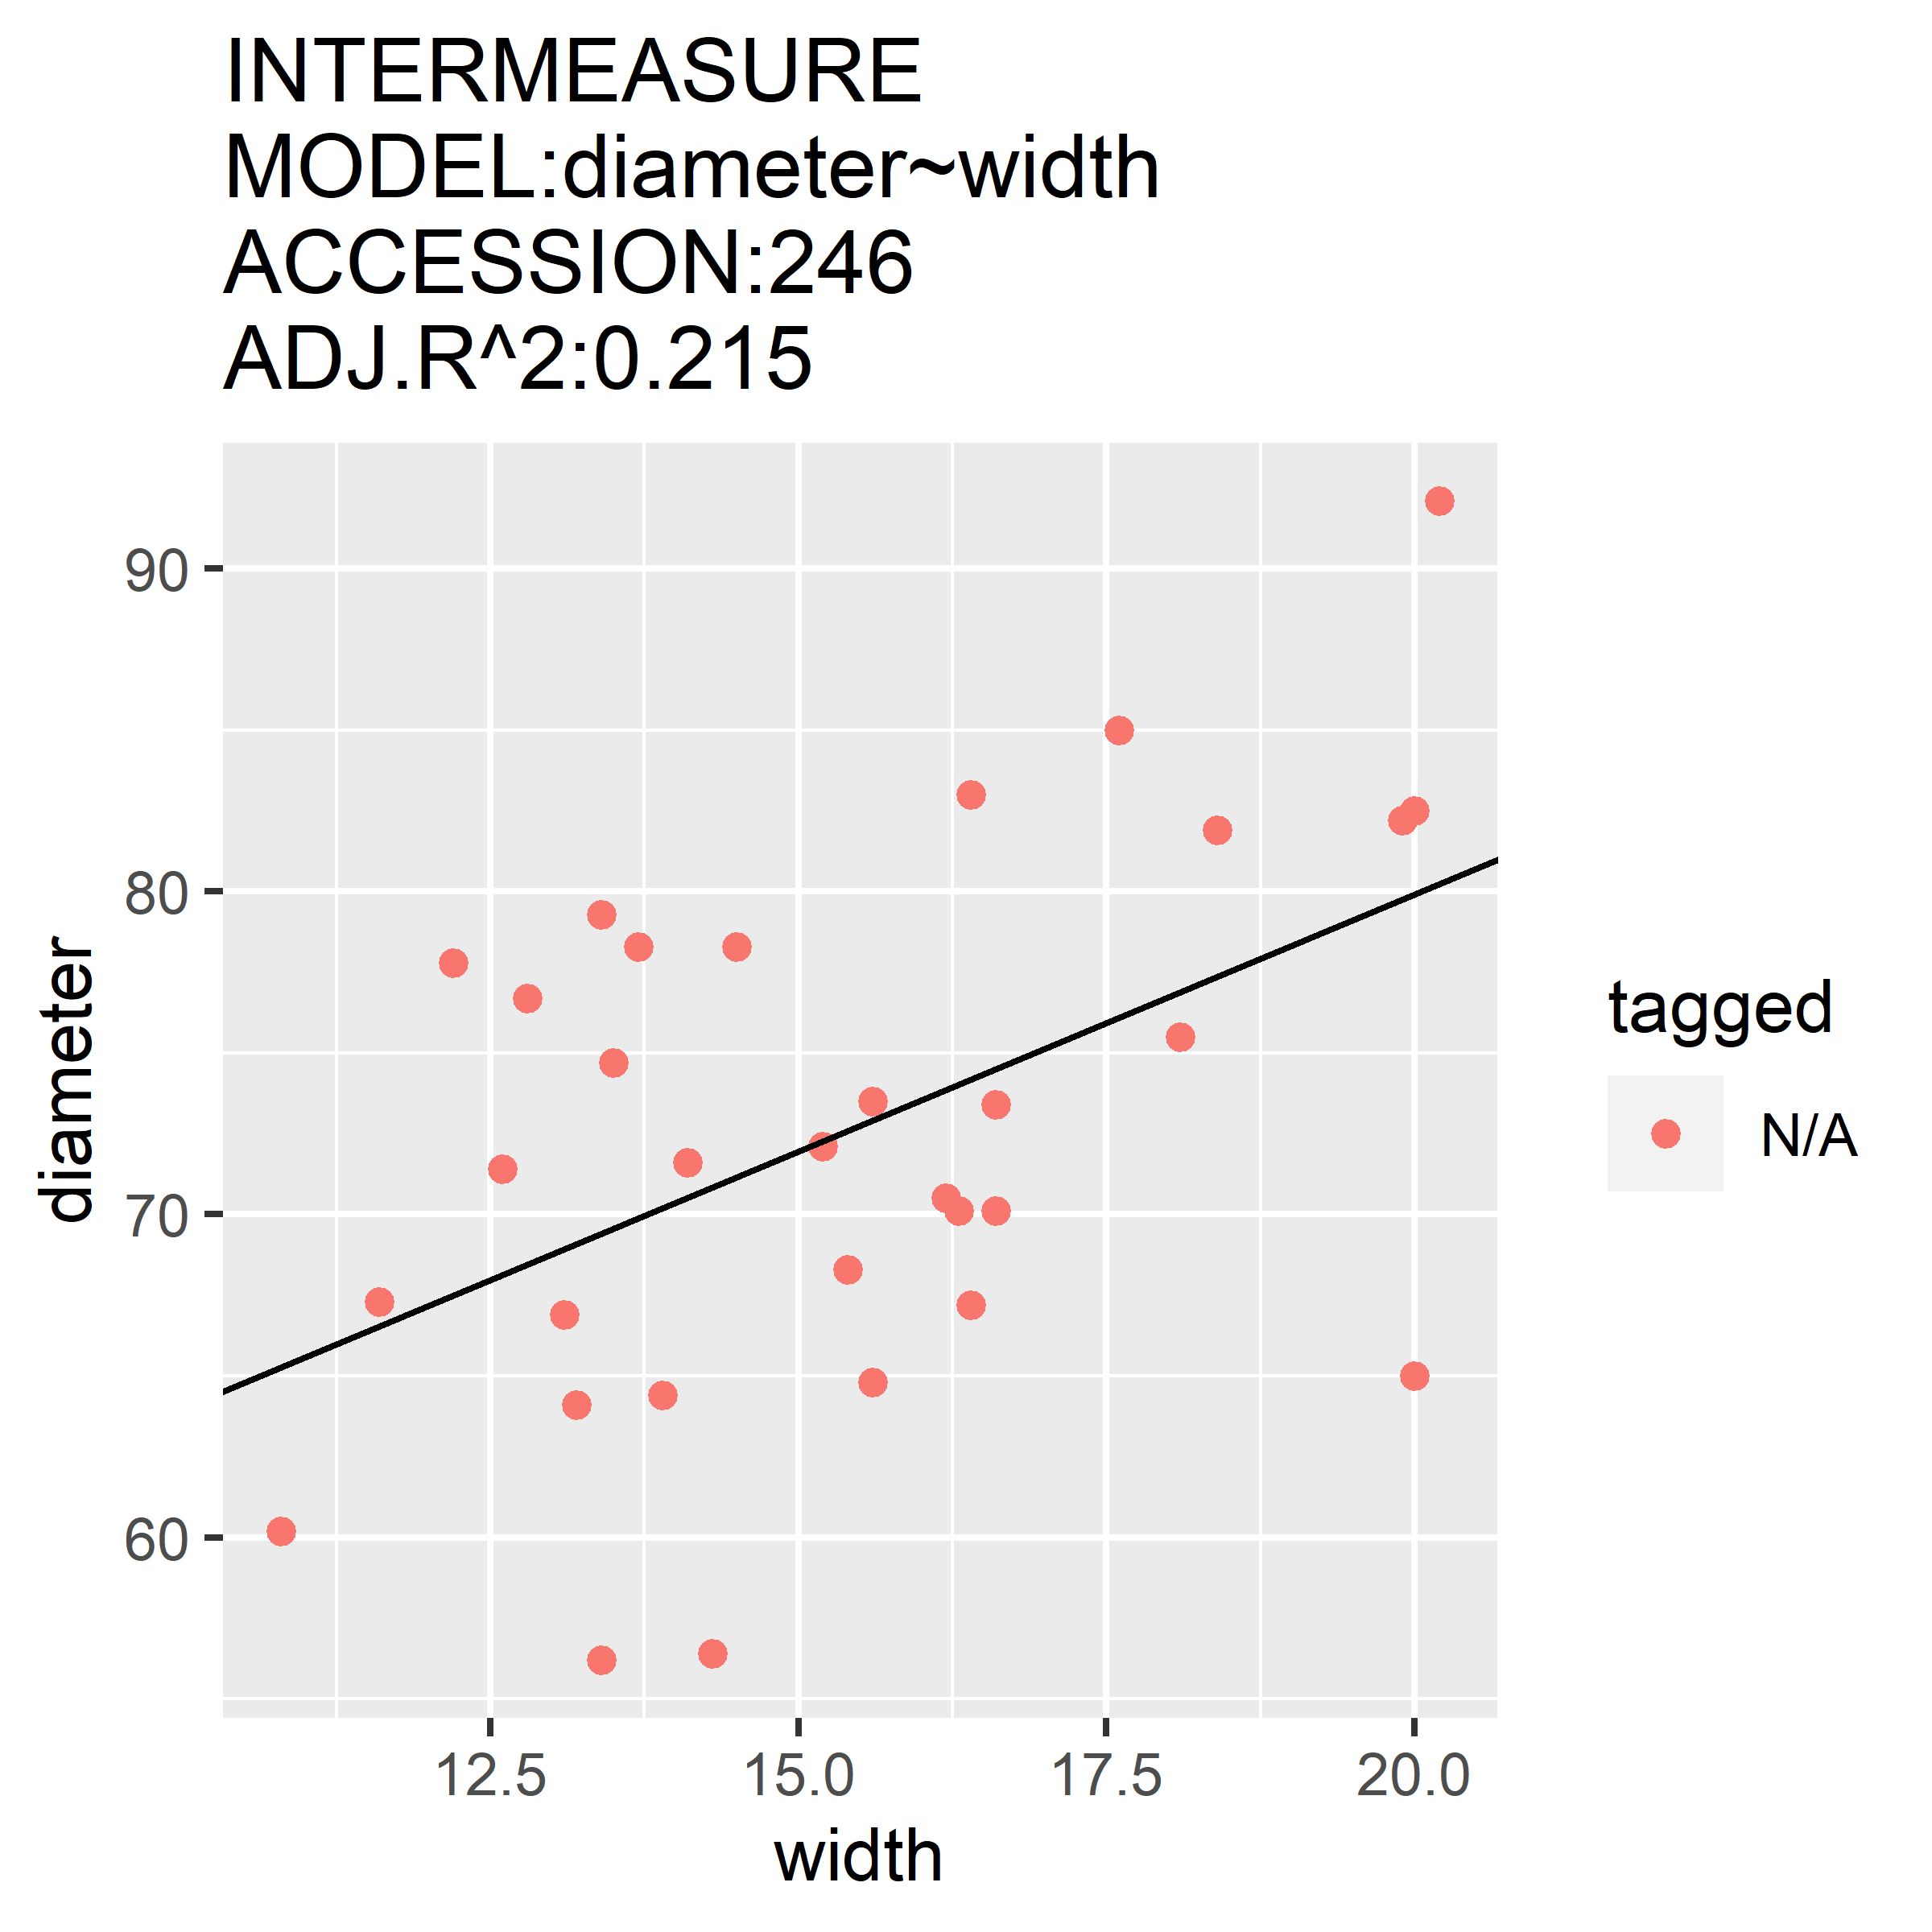 INTERMEASURE
MODEL:diameter~width
ACCESSION:246
ADJ.R^2:0.215
90
80
70
60
diameter
12.5 15.0 17.5 20.0
width
tagged
N/A